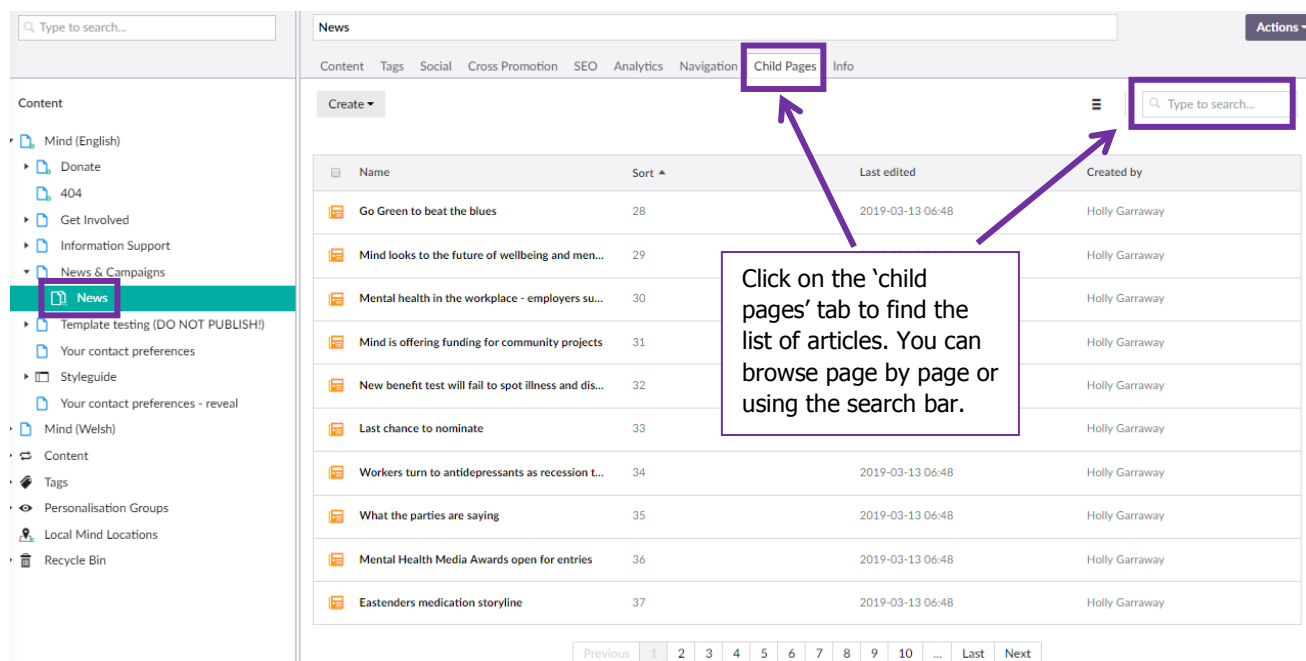 Type to search...
News
Actions
Content Tags Social Cross Promotion SEO Analytics Navigation Child Pages Info
Content
Create
Type to search...
Mind (English)
Donate
404
Get Involved
Information Support
News & Campaigns
News
Template testing (DO NOT PUBLISH!)
Your contact preferences
Styleguide
Your contact preferences - reveal
Mind (Welsh)
Content
Tags
Personalisation Groups
Local Mind Locations
Recycle Bin
Name Sort Last edited Created by
Go Green to beat the blues 28 2019-03-13 06:48 Holly Garraway
Mind looks to the future of wellbeing and men... 29 Holly Garraway
Mental health in the workplace - employers su... 30 Holly Garraway
Mind is offering funding for community projects 31 Holly Garraway
New benefit test will fail to spot illness and dis... 32 Holly Garraway
Last chance to nominate 33 Holly Garraway
Workers turn to antidepressants as recession t... 34 2019-03-13 06:48 Holly Garraway
What the parties are saying 35 2019-03-13 06:48 Holly Garraway
Mental Health Media Awards open for entries 36 2019-03-13 06:48 Holly Garraway
Eastenders medication storyline 37 2019-03-13 06:48 Holly Garraway
Click on the ‘child
pages’ tab to find the
list of articles. You can
browse page by page or
using the search bar.
Previous 1 2 3 4 5 6 7 8 9 10 ... Last Next